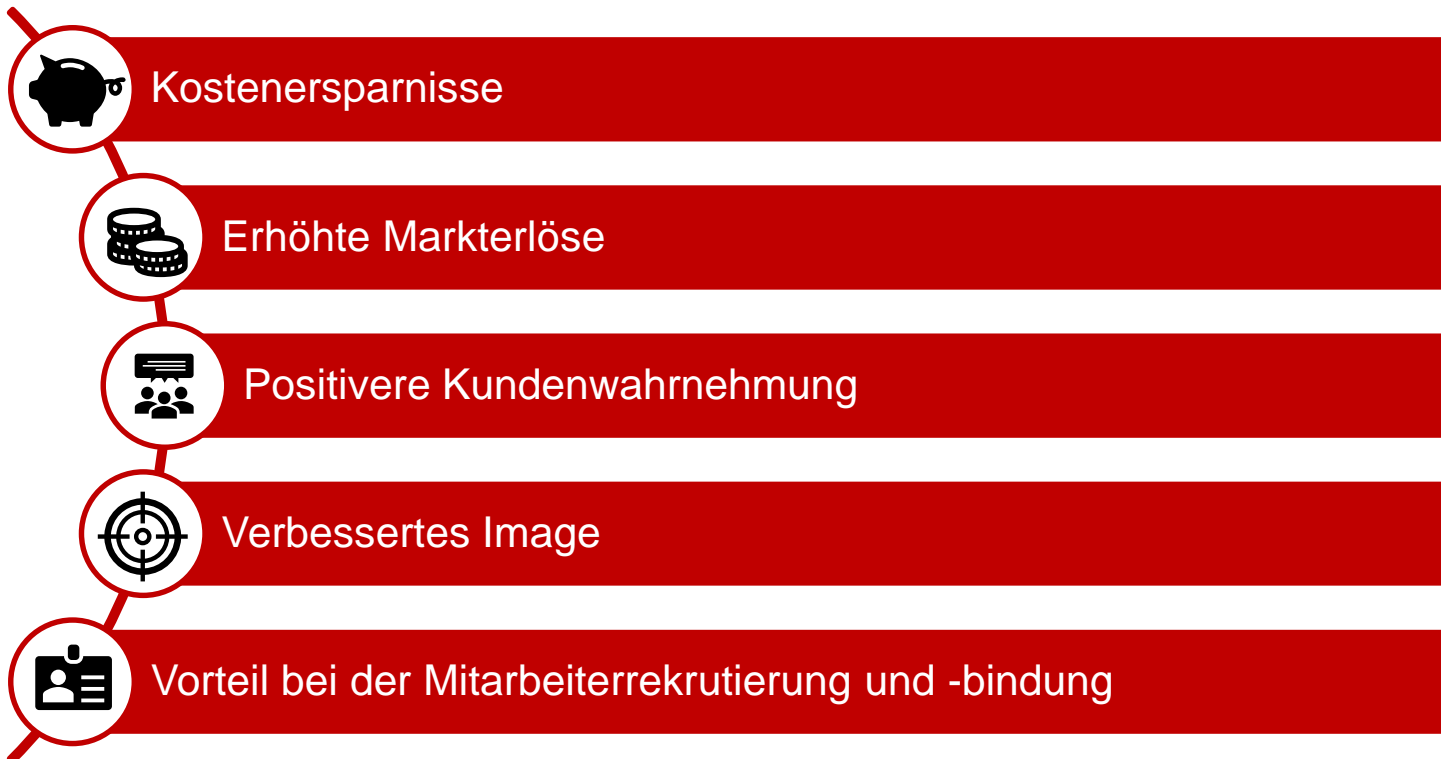 Kostenersparnisse
Erhöhte Markterlöse
Positivere Kundenwahrnehmung
Verbessertes Image
Vorteil bei der Mitarbeiterrekrutierung und -bindung